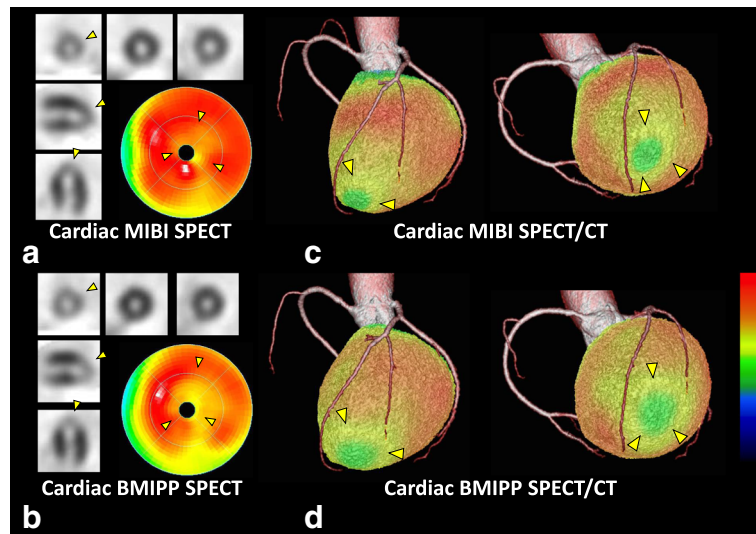 Cardiac MIBI SPECT
a
Cardiac MIBI SPECT/CT
c
Cardiac BMIPP SPECT
b
Cardiac BMIPP SPECT/CT
d